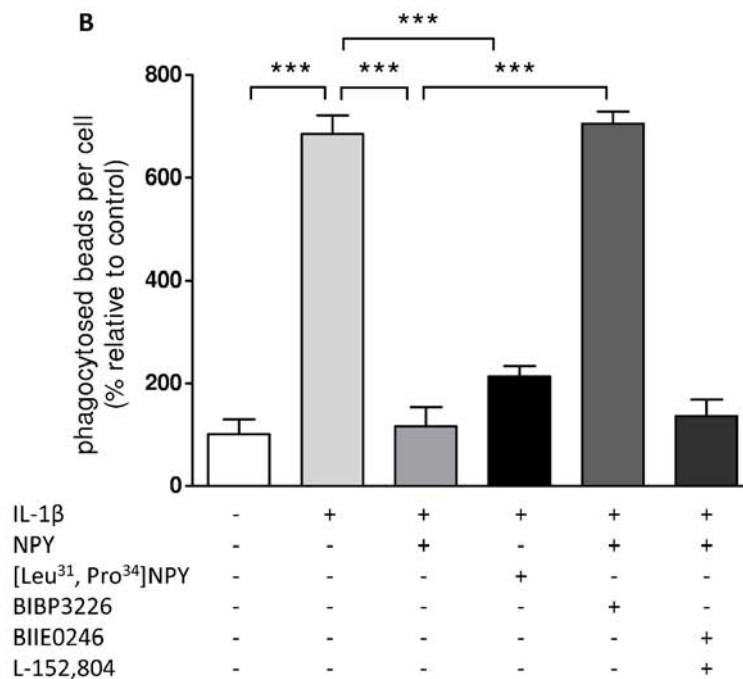 B
***
*** *** ***
800
600
400
200
0
phagocytosed beads per cell
(% relative to control)
IL-1β - + + + + +
NPY - - + - + +
[Leu³¹, Pro³⁴]NPY - - - + - -
BIBP3226 - - - - + -
BIIE0246 - - - - - +
L-152,804 - - - - - +